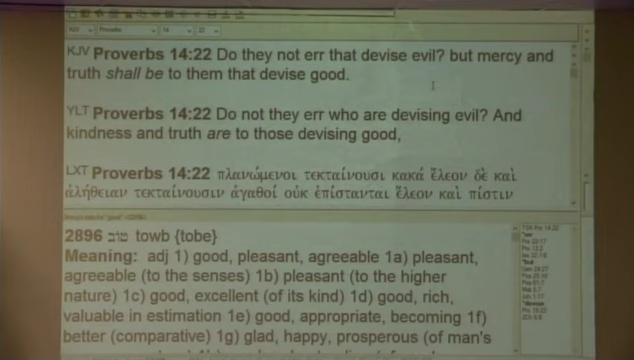 KJV Proverbs 14 22
KJV Proverbs 14:22 Do they not err that devise evil? but mercy and
truth shall be to them that devise good.
YLT Proverbs 14:22 Do not they err who are devising evil? And
kindness and truth are to those devising good,
LXT Proverbs 14:22 πλανώμενοι τεκταίνουσι κακά ἔλεον δὲ καὶ
ἀλήθειαν τεκταίνουσιν ἀγαθοί οὐκ ἐπίστανται ἔλεον καὶ πίστιν
2896 טוֹב towb {tobe}
Meaning: adj 1) good, pleasant, agreeable 1a) pleasant,
agreeable (to the senses) 1b) pleasant (to the higher
nature) 1c) good, excellent (of its kind) 1d) good, rich,
valuable in estimation 1e) good, appropriate, becoming 1f)
better (comparative) 1g) glad, happy, prosperous (of man's